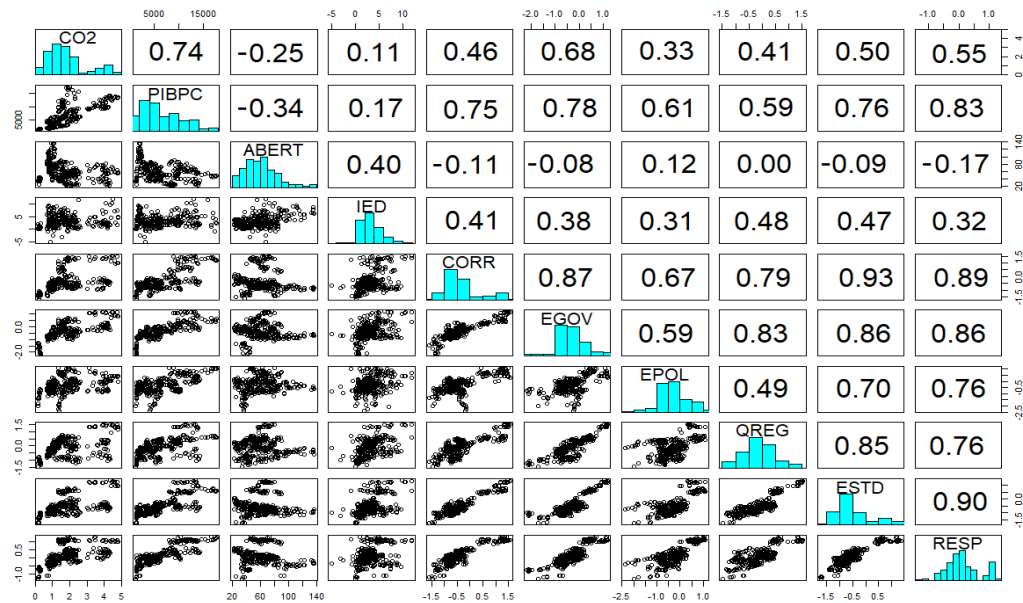 5000 15000 -5 0 5 10 -2.0 -1.0 0.0 1.0 -1.5 -0.5 0.5 1.5 -1.0 0.0 1.0
CO2 0.74 -0.25 0.11 0.46 0.68 0.33 0.41 0.50 0.55 0 2 4
5000 PIBPC -0.34 0.17 0.75 0.78 0.61 0.59 0.76 0.83
ABERT 0.40 -0.11 -0.08 0.12 0.00 -0.09 -0.17 20 80 140
-5 5 IED 0.41 0.38 0.31 0.48 0.47 0.32
CORR 0.87 0.67 0.79 0.93 0.89 -1.5 0.0 1.5
-2.0 0.0 EGOV 0.59 0.83 0.86 0.86
EPOL 0.49 0.70 0.76 -2.5 -0.5
-1.5 0.0 1.5 QREG 0.85 0.76
ESTD 0.90 -1.5 0.0
-1.0 0.5 RESP
0 1 2 3 4 5 20 60 100 140 -1.5 -0.5 0.5 1.5 -2.5 -1.0 0.0 1.0 -1.5 -0.5 0.5